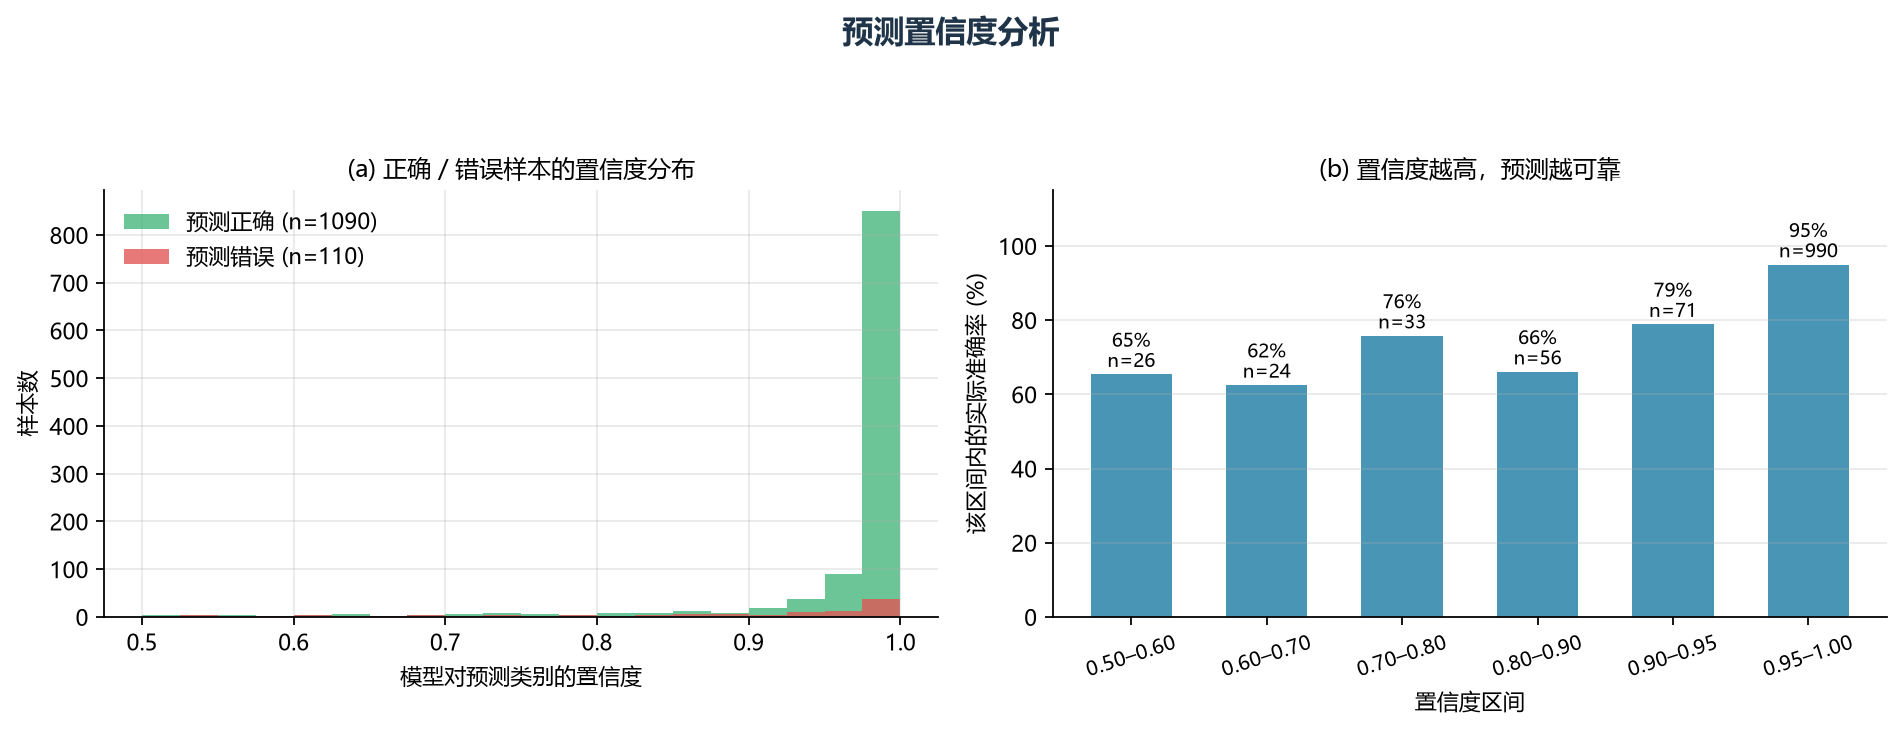 预测置信度分析
(a) 正确 / 错误样本的置信度分布
预测正确 (n=1090)
预测错误 (n=110)
样本数
800
700
600
500
400
300
200
100
0
0.5 0.6 0.7 0.8 0.9 1.0
模型对预测类别的置信度
(b) 置信度越高，预测越可靠
该区间内的实际准确率 (%)
100
80
60
40
20
0
65%
n=26
62%
n=24
76%
n=33
66%
n=56
79%
n=71
95%
n=990
0.50–0.60 0.60–0.70 0.70–0.80 0.80–0.90 0.90–0.95 0.95–1.00
置信度区间